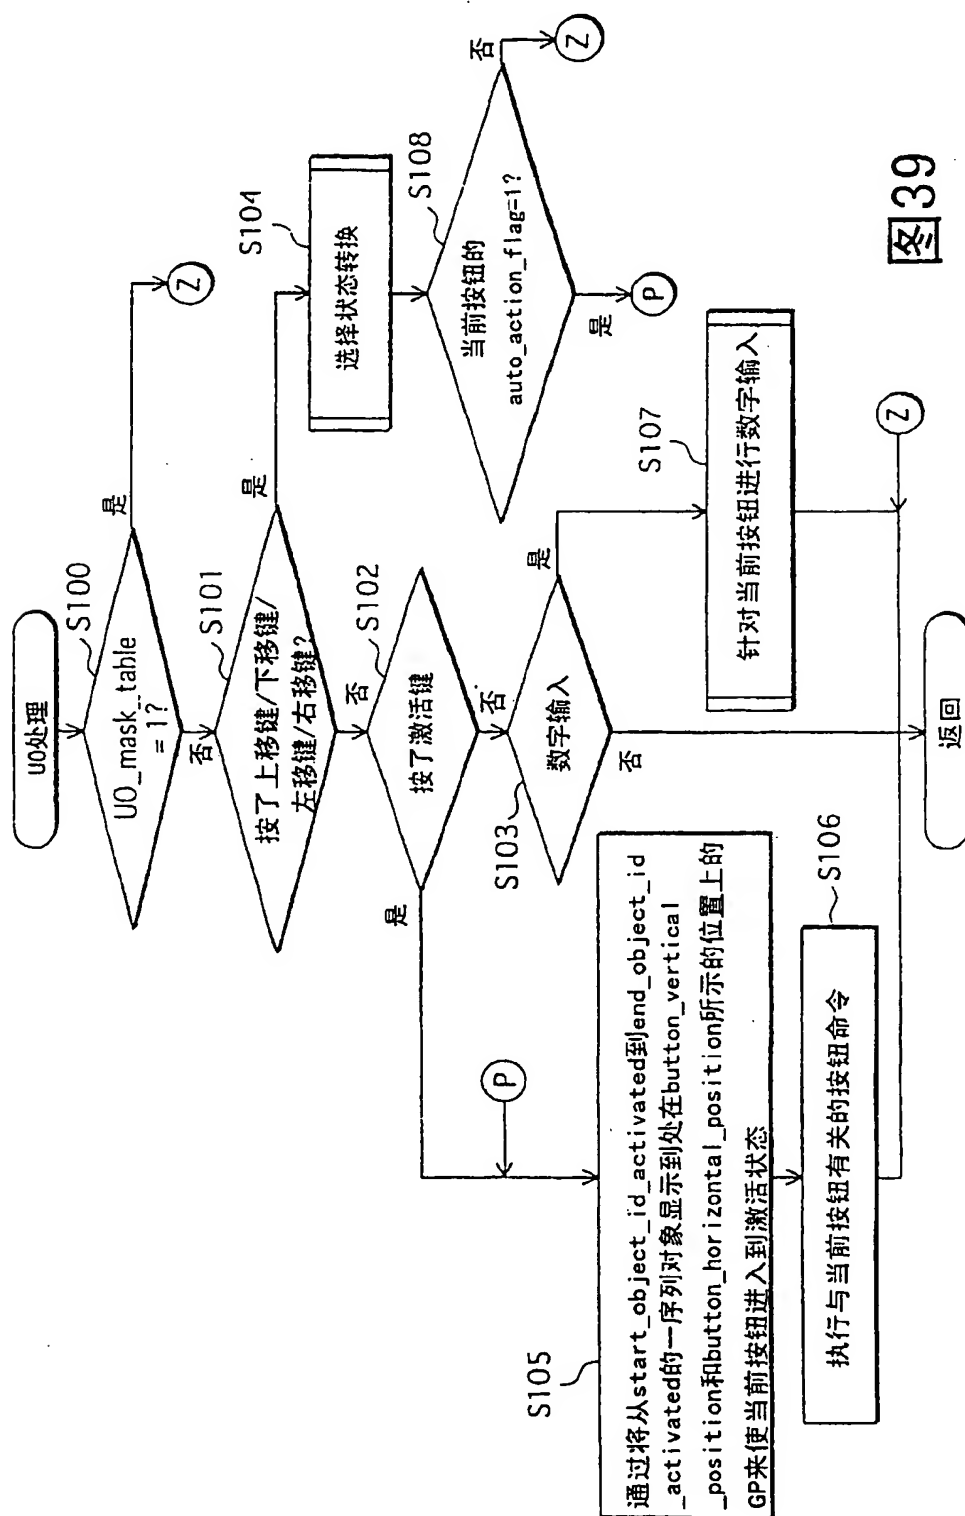 UO处理
S100
UO_mask_table
=1?
是
Z
否
S101
按了上移键/下移键/
左移键/右移键?
是
S104
选择状态转换
S108
当前按钮的
auto_action_flag=1?
否
Z
是
P
否
S102
按了激活键
是
P
否
S103
数字输入
是
S107
针对当前按钮进行数字输入
Z
否
S105
通过将从start_object_id_activated到end_object_id
_activated的一序列对象显示到处在button_vertical
_position和button_horizontal_position所示的位置上的
GP来使当前按钮进入到激活状态
S106
执行与当前按钮有关的按钮命令
返回
图39